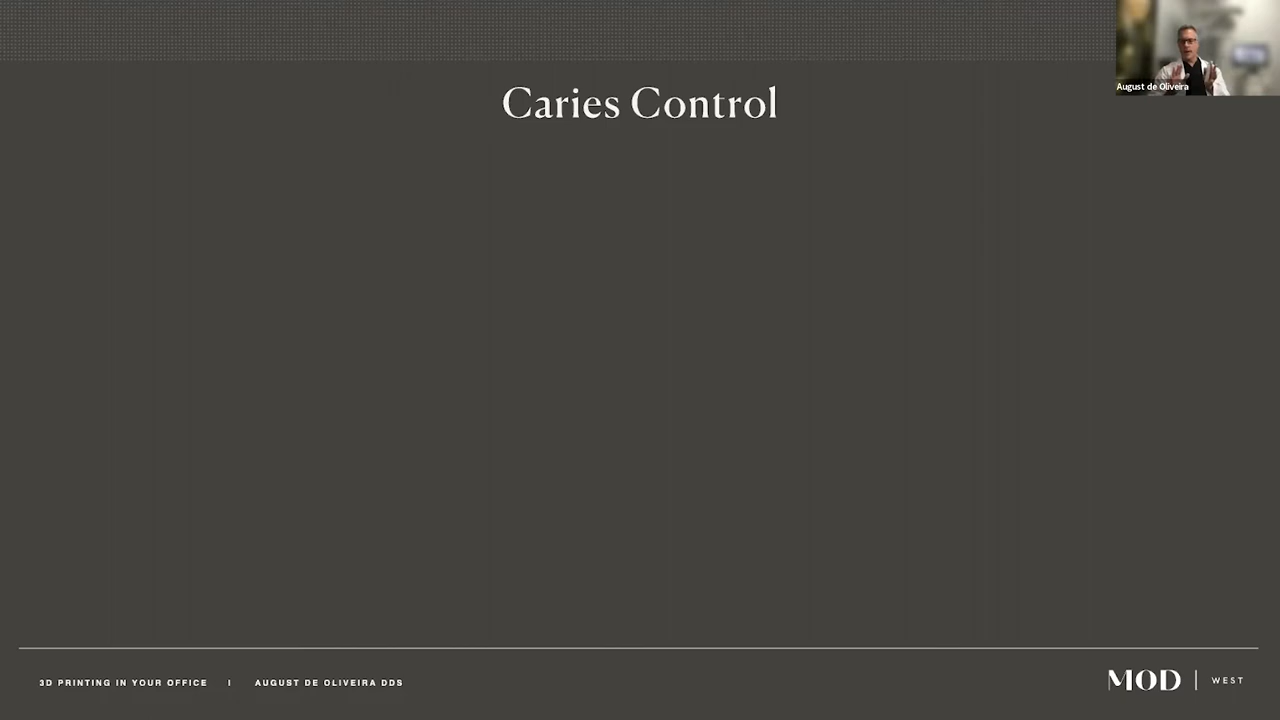 August de Oliveira
Caries Control
3D PRINTING IN YOUR OFFICE | AUGUST DE OLIVEIRA DDS
MOD | WEST